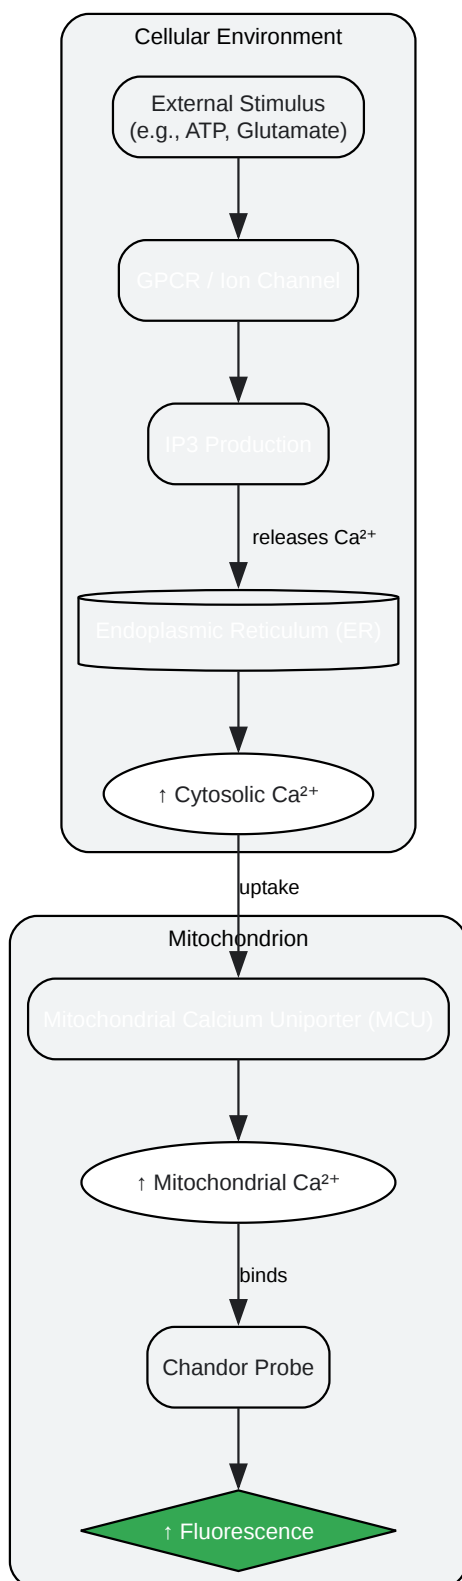 Cellular Environment
External Stimulus
(e.g., ATP, Glutamate)
GPCR / Ion Channel
IP3 Production
releases Ca²⁺
Endoplasmic Reticulum (ER)
↑ Cytosolic Ca²⁺
uptake
Mitochondrion
Mitochondrial Calcium Uniporter (MCU)
↑ Mitochondrial Ca²⁺
binds
Chandor Probe
↑ Fluorescence